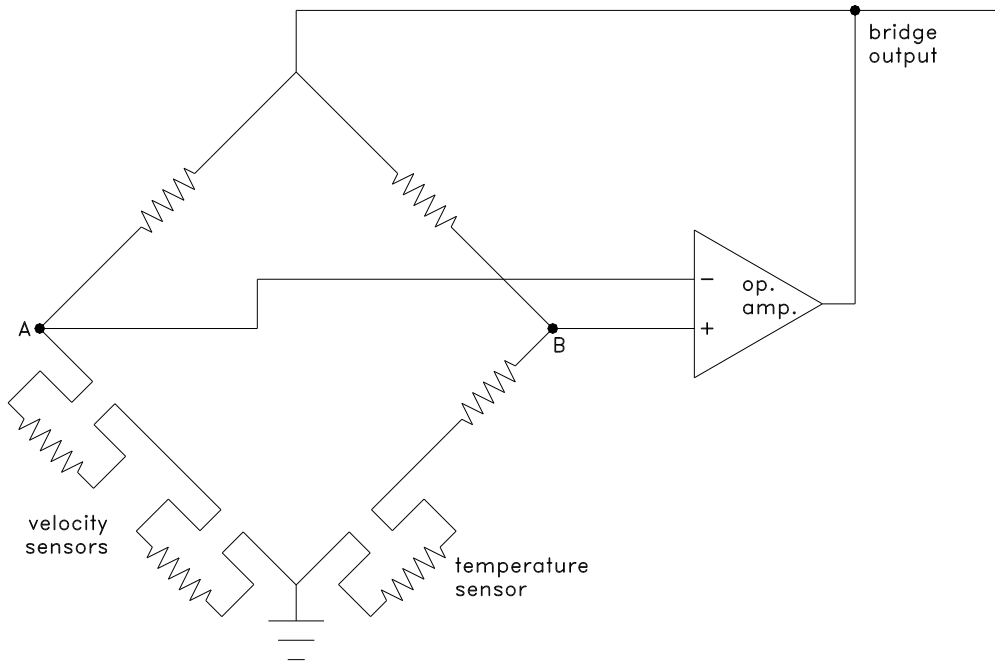 bridge
output
−
op.
amp.
A
+
B
velocity
sensors
temperature
sensor